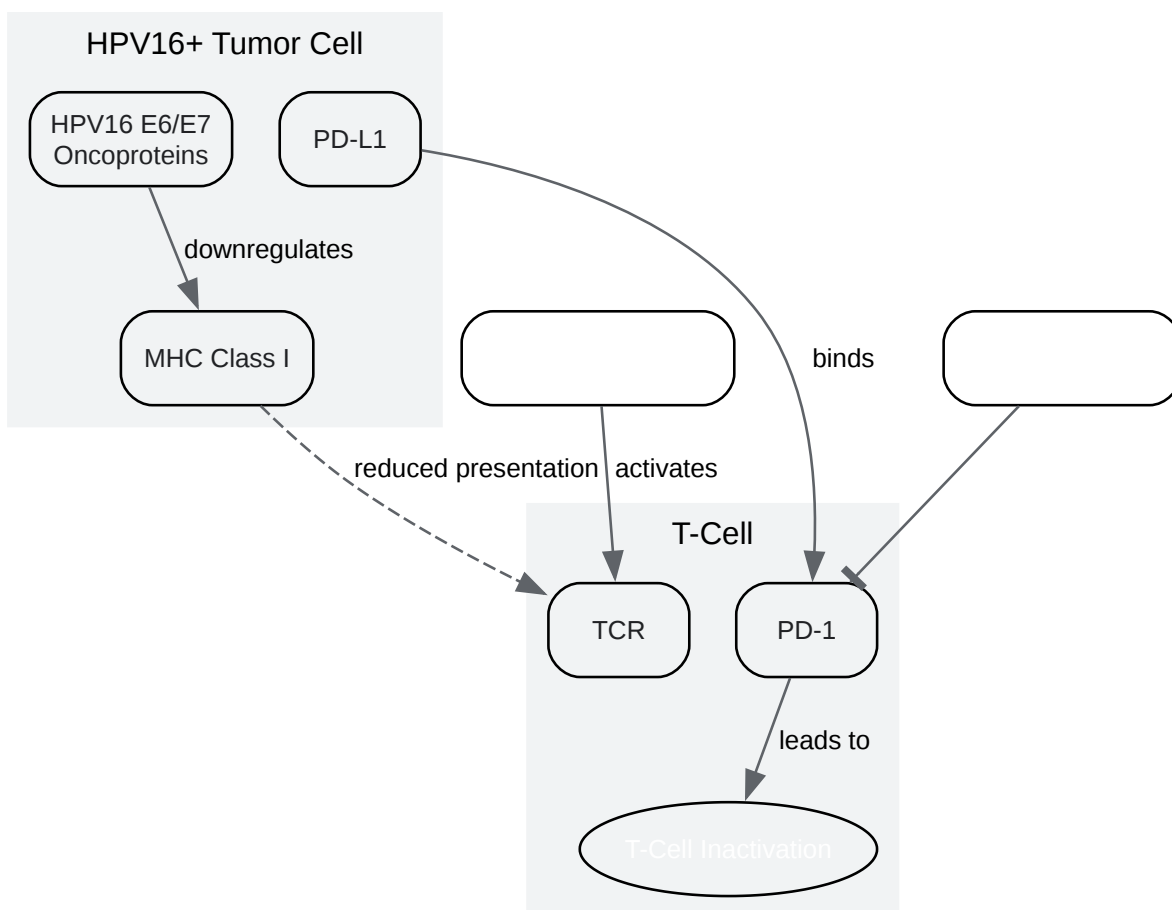 HPV16+ Tumor Cell
HPV16 E6/E7
Oncoproteins
PD-L1
downregulates
MHC Class I
binds
reduced presentation
activates
T-Cell
TCR
PD-1
leads to
T-Cell Inactivation